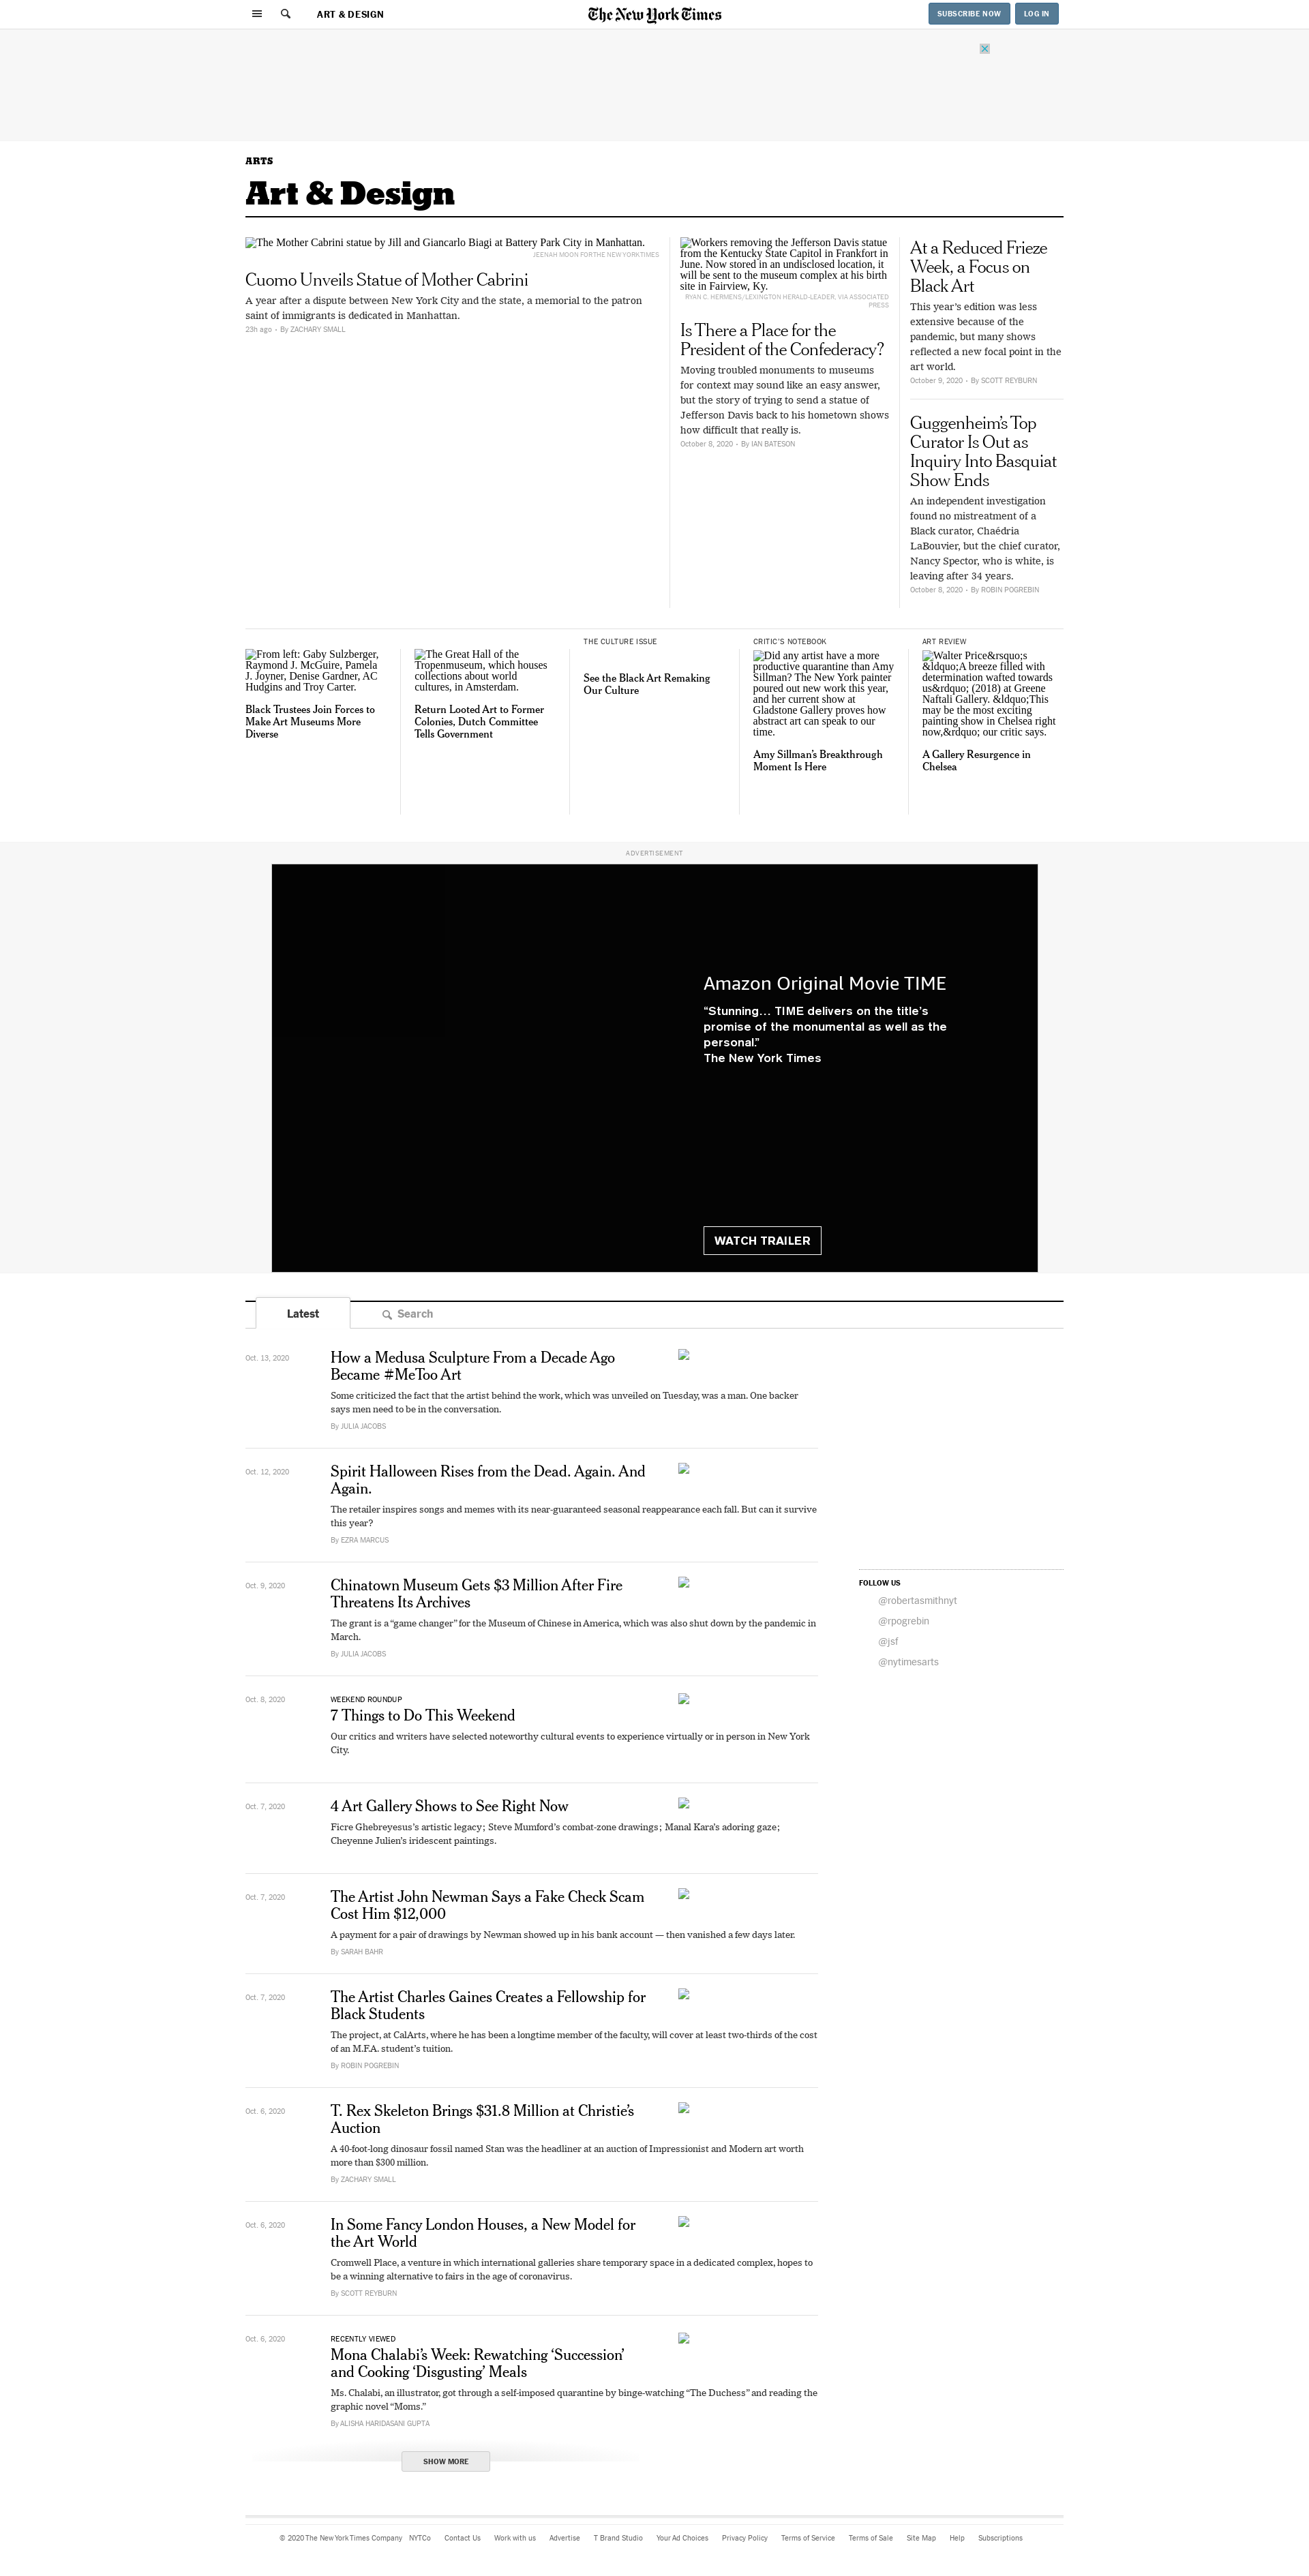 ART & DESIGN
The New York Times
SUBSCRIBE NOW
LOG IN
ARTS
Art & Design
The Mother Cabrini statue by Jill and Giancarlo Biagi at Battery Park City in Manhattan.
JEENAH MOON FOR THE NEW YORK TIMES
Cuomo Unveils Statue of Mother Cabrini
A year after a dispute between New York City and the state, a memorial to the patron
saint of immigrants is dedicated in Manhattan.
23h ago - By ZACHARY SMALL
Workers removing the Jefferson Davis statue
from the Kentucky State Capitol in Frankfort in
June. Now stored in an undisclosed location, it
will be sent to the museum complex at his birth
site in Fairview, Ky.
RYAN C. HERMENS/LEXINGTON HERALD-LEADER, VIA ASSOCIATED
PRESS
Is There a Place for the
President of the Confederacy?
Moving troubled monuments to museums
for context may sound like an easy answer,
but the story of trying to send a statue of
Jefferson Davis back to his hometown shows
how difficult that really is.
October 8, 2020 - By IAN BATESON
At a Reduced Frieze
Week, a Focus on
Black Art
This year's edition was less
extensive because of the
pandemic, but many shows
reflected a new focal point in the
art world.
October 9, 2020 - By SCOTT REYBURN
Guggenheim's Top
Curator Is Out as
Inquiry Into Basquiat
Show Ends
An independent investigation
found no mistreatment of a
Black curator, Chaédria
LaBouvier, but the chief curator,
Nancy Spector, who is white, is
leaving after 34 years.
October 8, 2020 - By ROBIN POGREBIN
From left: Gaby Sulzberger,
Raymond J. McGuire, Pamela
J. Joyner, Denise Gardner, AC
Hudgins and Troy Carter.
Black Trustees Join Forces to
Make Art Museums More
Diverse
The Great Hall of the
Tropenmuseum, which houses
collections about world
cultures, in Amsterdam.
Return Looted Art to Former
Colonies, Dutch Committee
Tells Government
THE CULTURE ISSUE
See the Black Art Remaking
Our Culture
CRITIC'S NOTEBOOK
Did any artist have a more
productive quarantine than Amy
Sillman? The New York painter
poured out new work this year,
and her current show at
Gladstone Gallery proves how
abstract art can speak to our
time.
Amy Sillman's Breakthrough
Moment Is Here
ART REVIEW
Walter Price&rsquo;s
&ldquo;A breeze filled with
determination wafted towards
us&rdquo; (2018) at Greene
Naftali Gallery. &ldquo;This
may be the most exciting
painting show in Chelsea right
now,&rdquo; our critic says.
A Gallery Resurgence in
Chelsea
ADVERTISEMENT
Amazon Original Movie TIME
“Stunning… TIME delivers on the title’s
promise of the monumental as well as the
personal.”
The New York Times
WATCH TRAILER
Latest
Search
Oct. 13, 2020
How a Medusa Sculpture From a Decade Ago
Became #MeToo Art
Some criticized the fact that the artist behind the work, which was unveiled on Tuesday, was a man. One backer
says men need to be in the conversation.
By JULIA JACOBS
Oct. 12, 2020
Spirit Halloween Rises from the Dead. Again. And
Again.
The retailer inspires songs and memes with its near-guaranteed seasonal reappearance each fall. But can it survive
this year?
By EZRA MARCUS
Oct. 9, 2020
Chinatown Museum Gets $3 Million After Fire
Threatens Its Archives
The grant is a “game changer” for the Museum of Chinese in America, which was also shut down by the pandemic in
March.
By JULIA JACOBS
FOLLOW US
@robertasmithnyt
@rpogrebin
@jsf
@nytimesarts
Oct. 8, 2020
WEEKEND ROUNDUP
7 Things to Do This Weekend
Our critics and writers have selected noteworthy cultural events to experience virtually or in person in New York
City.
Oct. 7, 2020
4 Art Gallery Shows to See Right Now
Ficre Ghebreyesus’s artistic legacy; Steve Mumford’s combat-zone drawings; Manal Kara’s adoring gaze;
Cheyenne Julien’s iridescent paintings.
Oct. 7, 2020
The Artist John Newman Says a Fake Check Scam
Cost Him $12,000
A payment for a pair of drawings by Newman showed up in his bank account — then vanished a few days later.
By SARAH BAHR
Oct. 7, 2020
The Artist Charles Gaines Creates a Fellowship for
Black Students
The project, at CalArts, where he has been a longtime member of the faculty, will cover at least two-thirds of the cost
of an M.F.A. student’s tuition.
By ROBIN POGREBIN
Oct. 6, 2020
T. Rex Skeleton Brings $31.8 Million at Christie’s
Auction
A 40-foot-long dinosaur fossil named Stan was the headliner at an auction of Impressionist and Modern art worth
more than $300 million.
By ZACHARY SMALL
Oct. 6, 2020
In Some Fancy London Houses, a New Model for
the Art World
Cromwell Place, a venture in which international galleries share temporary space in a dedicated complex, hopes to
be a winning alternative to fairs in the age of coronavirus.
By SCOTT REYBURN
Oct. 6, 2020
RECENTLY VIEWED
Mona Chalabi’s Week: Rewatching ‘Succession’
and Cooking ‘Disgusting’ Meals
Ms. Chalabi, an illustrator, got through a self-imposed quarantine by binge-watching “The Duchess” and reading the
graphic novel “Moms.”
By ALISHA HARIDASANI GUPTA
SHOW MORE
© 2020 The New York Times Company NYTCo Contact Us Work with us Advertise T Brand Studio Your Ad Choices Privacy Policy Terms of Service Terms of Sale Site Map Help Subscriptions